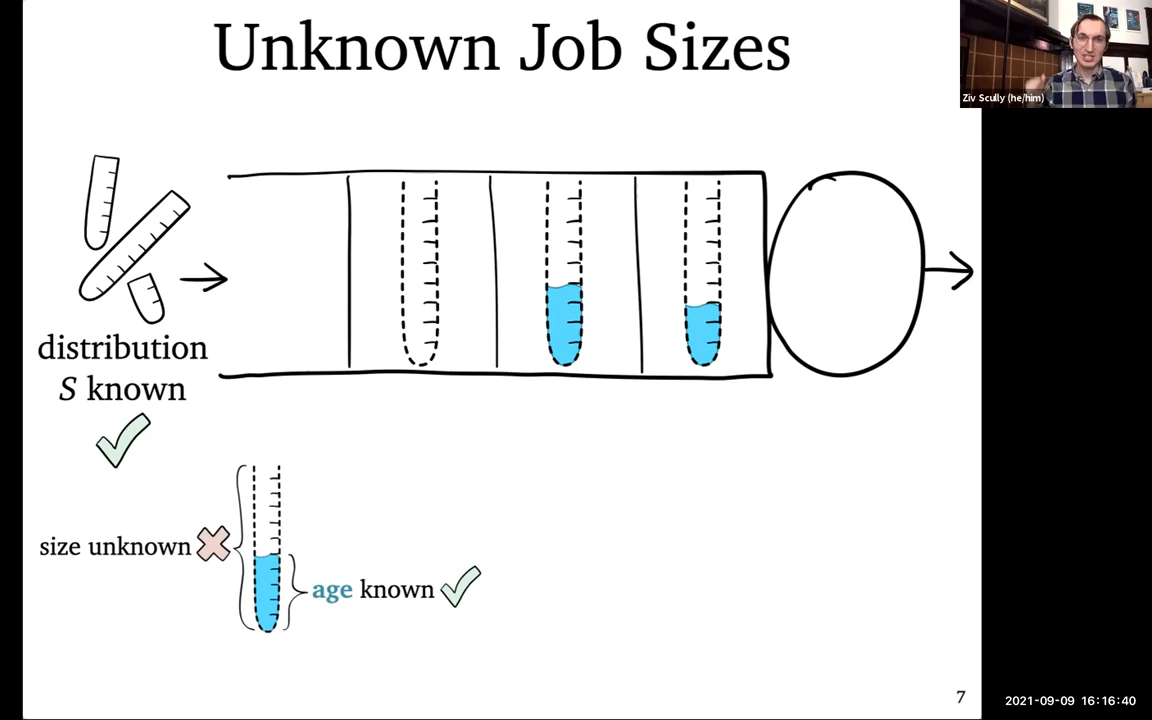 Unknown Job Sizes
Ziv Scully (he/him)
distribution
S known
size unknown
age known
7
2021-09-09 16:16:40